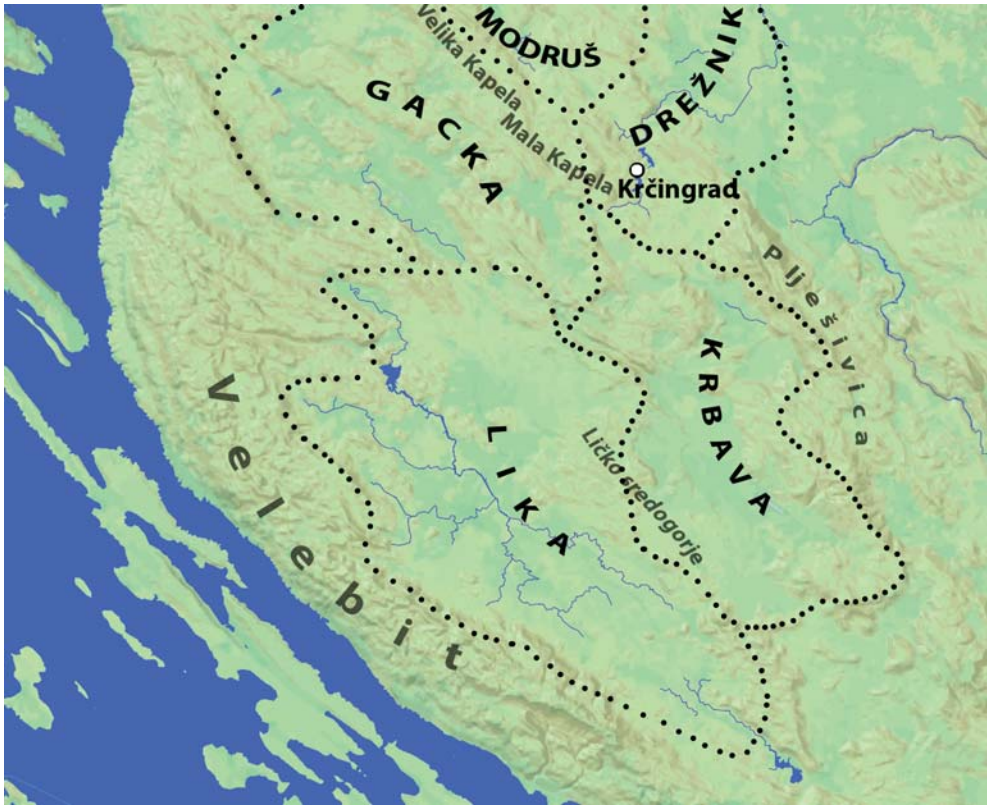 MODRUŠ
DREŽNIK
Velika Kapela
GACKA
Mala Kapela
Krčingrad
Plješivica
KRBAVA
Velebit
LIKA
Ličko sredogorje